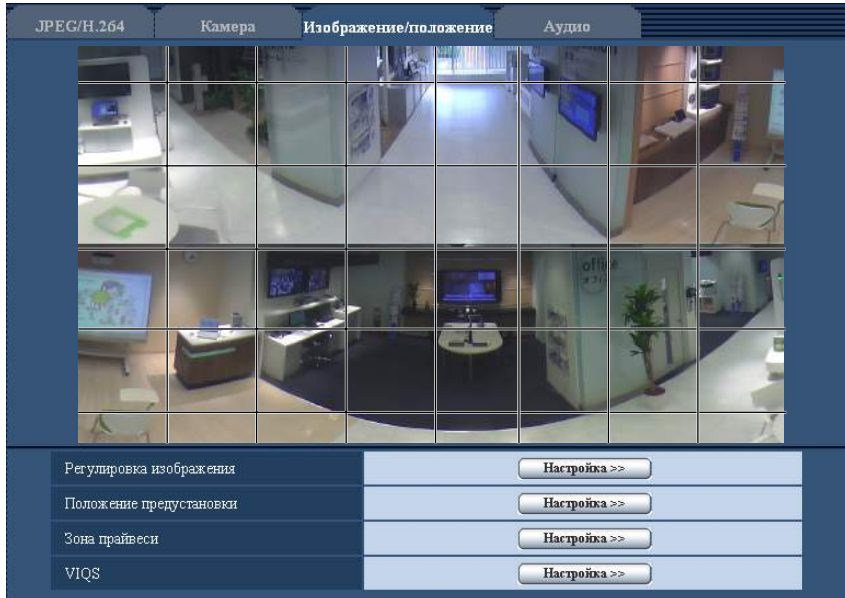 JPEG/H.264 Камера Изображение/положение Аудио
office
Регулировка изображения Настройка >>
Положение предустановки Настройка >>
Зона прайвеси Настройка >>
VIQS Настройка >>